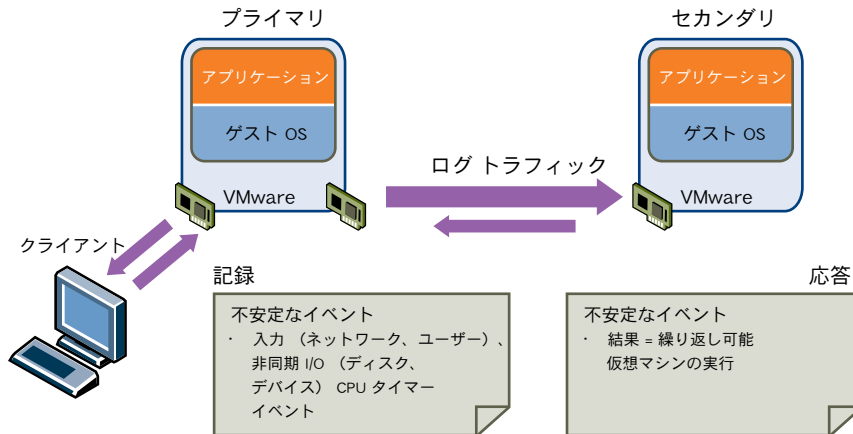 プライマリ
セカンダリ
アプリケーション
アプリケーション
ゲスト OS
ゲスト OS
ログ トラフィック
VMware
VMware
クライアント
記録
応答
不安定なイベント
· 入力 （ネットワーク、ユーザー）、
非同期 I/O （ディスク、
デバイス） CPU タイマー
イベント
不安定なイベント
· 結果 = 繰り返し可能
仮想マシンの実行